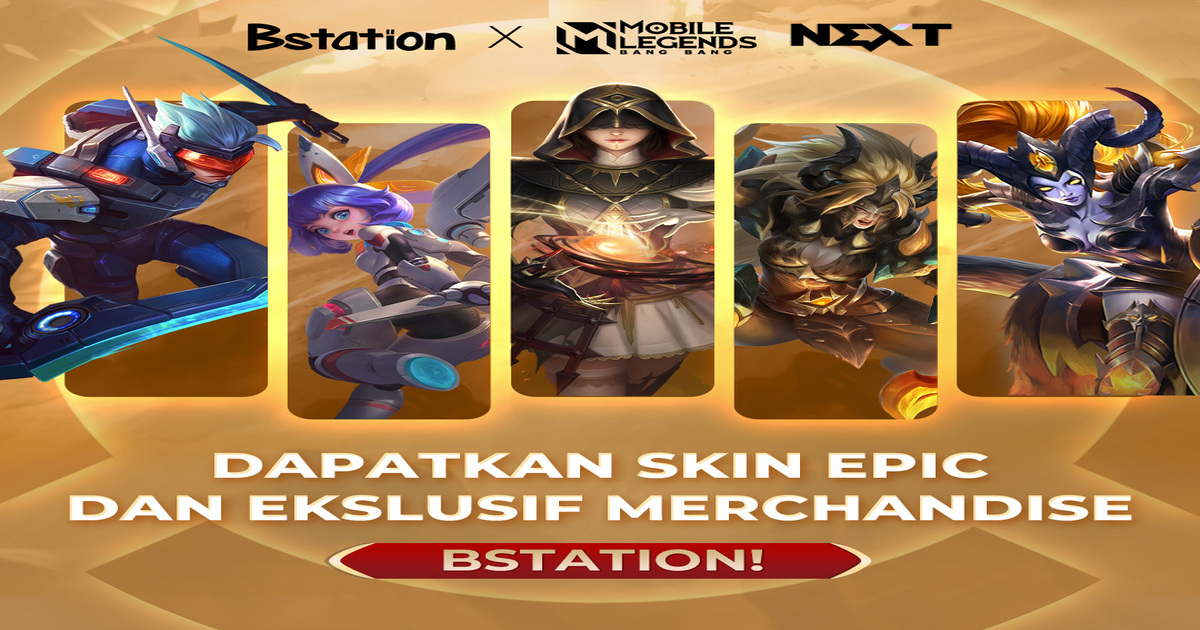 Bstation × MOBILE LEGENDS BANG BANG NEXT
DAPATKAN SKIN EPIC
DAN EKSLUSIF MERCHANDISE
BSTATION!